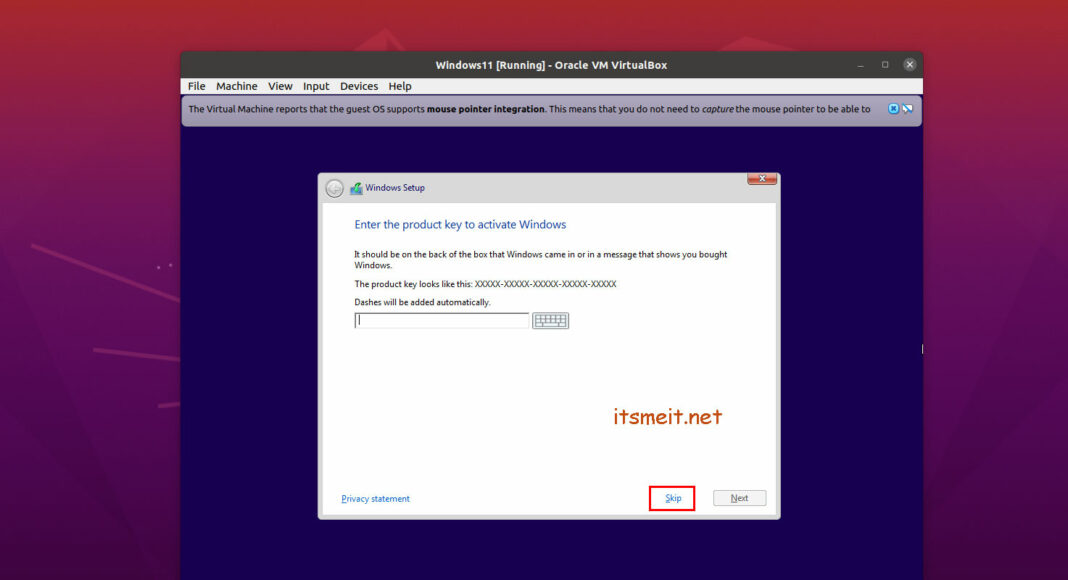 Windows11 [Running] - Oracle VM VirtualBox
File Machine View Input Devices Help
The Virtual Machine reports that the guest OS supports mouse pointer integration. This means that you do not need to capture the mouse pointer to be able to
Windows Setup
Enter the product key to activate Windows
It should be on the back of the box that Windows came in or in a message that shows you bought
Windows.
The product key looks like this: XXXXX-XXXXX-XXXXX-XXXXX-XXXXX
Dashes will be added automatically.
itsmeit.net
Privacy statement Skip Next